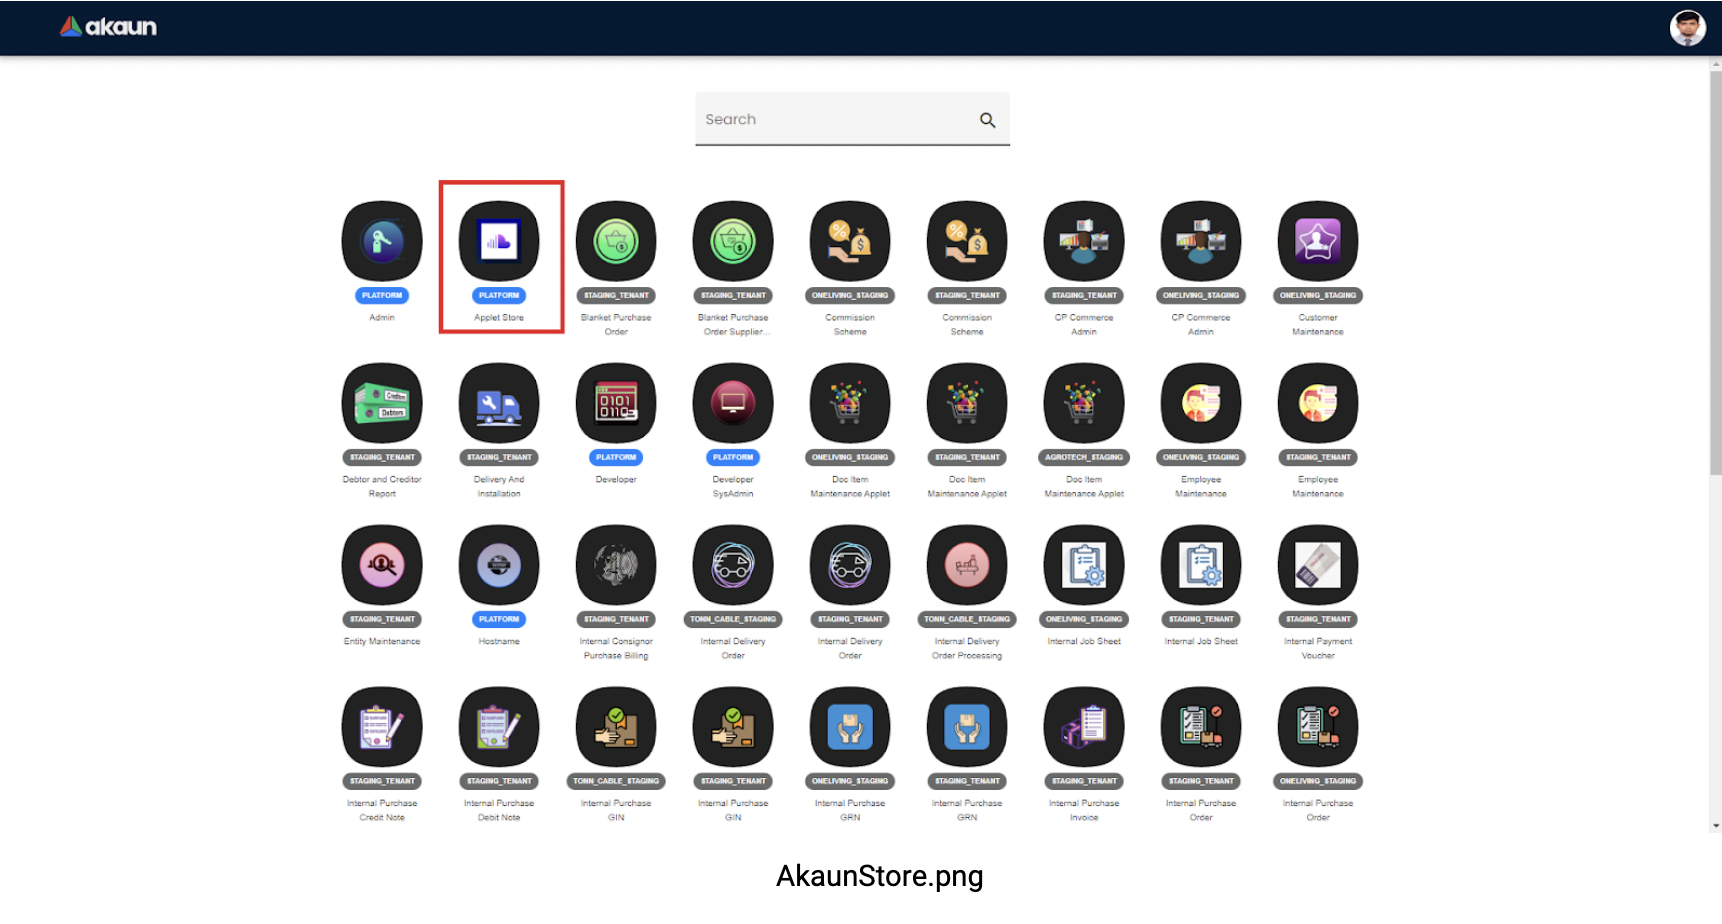 akaun
Search
PLATFORM
Admin
PLATFORM
Applet Store
STAGING_TENANT
Blanket Purchase
Order
STAGING_TENANT
Blanket Purchase
Order Supplier...
ONELIVING_STAGING
Commission
Scheme
STAGING_TENANT
Commission
Scheme
STAGING_TENANT
CP Commerce
Admin
ONELIVING_STAGING
CP Commerce
Admin
ONELIVING_STAGING
Customer
Maintenance
Creditors
Debtors
STAGING_TENANT
Debtor and Creditor
Report
STAGING_TENANT
Delivery And
Installation
0101
0110
PLATFORM
Developer
PLATFORM
Developer
SysAdmin
ONELIVING_STAGING
Doc Item
Maintenance Applet
STAGING_TENANT
Doc Item
Maintenance Applet
AGROTECH_STAGING
Doc Item
Maintenance Applet
ONELIVING_STAGING
Employee
Maintenance
STAGING_TENANT
Employee
Maintenance
STAGING_TENANT
Entity Maintenance
PLATFORM
Hostname
STAGING_TENANT
Internal Consignor
Purchase Billing
TONN_CABLE_STAGING
Internal Delivery
Order
STAGING_TENANT
Internal Delivery
Order
TONN_CABLE_STAGING
Internal Delivery
Order Processing
ONELIVING_STAGING
Internal Job Sheet
STAGING_TENANT
Internal Job Sheet
STAGING_TENANT
Internal Payment
Voucher
STAGING_TENANT
Internal Purchase
Credit Note
STAGING_TENANT
Internal Purchase
Debit Note
TONN_CABLE_STAGING
Internal Purchase
GIN
STAGING_TENANT
Internal Purchase
GIN
ONELIVING_STAGING
Internal Purchase
GRN
STAGING_TENANT
Internal Purchase
GRN
STAGING_TENANT
Internal Purchase
Invoice
STAGING_TENANT
Internal Purchase
Order
ONELIVING_STAGING
Internal Purchase
Order
AkaunStore.png